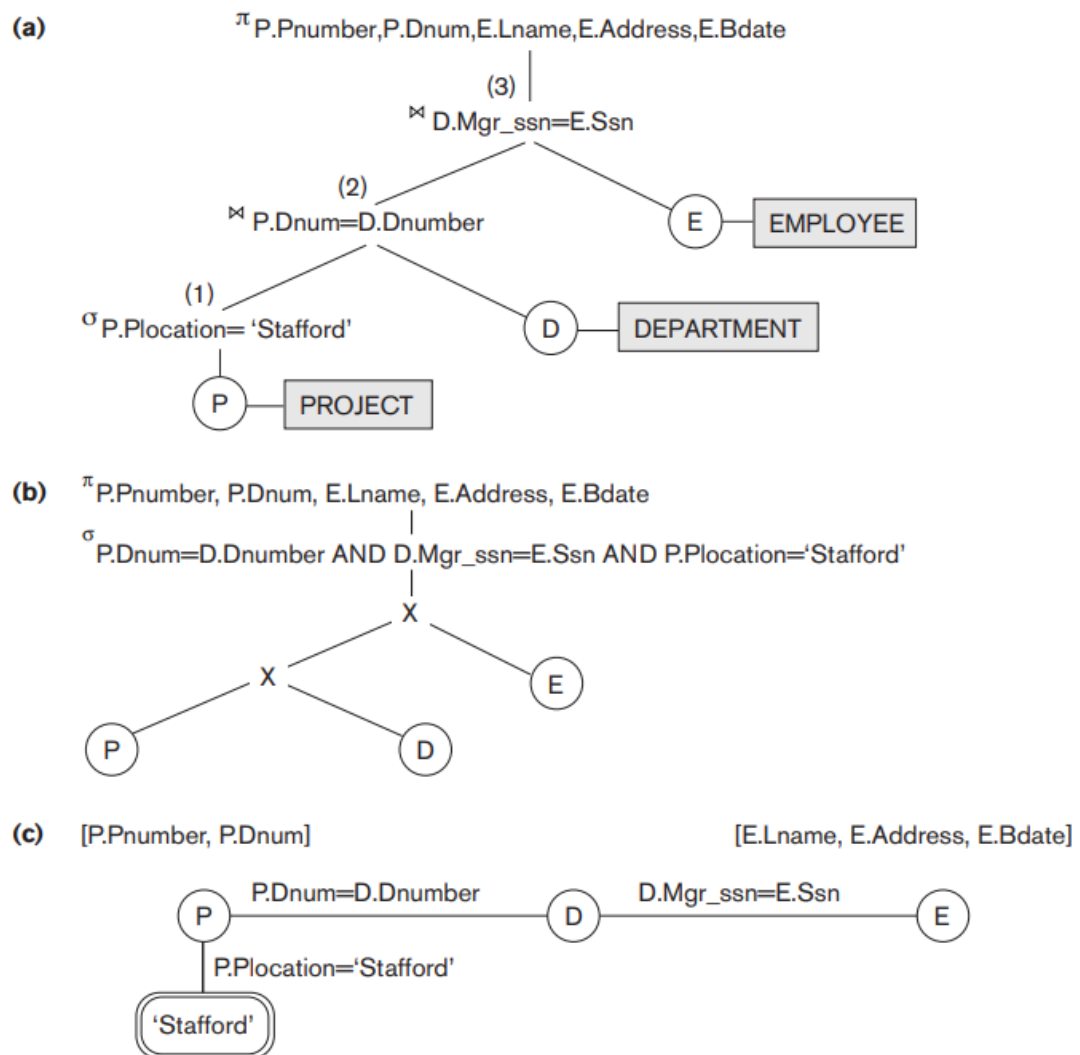 (a)
π P.Pnumber,P.Dnum,E.Lname,E.Address,E.Bdate
(3)
⋈ D.Mgr_ssn=E.Ssn
(2)
⋈ P.Dnum=D.Dnumber
E
EMPLOYEE
(1)
σ P.Plocation= ‘Stafford’
D
DEPARTMENT
P
PROJECT
(b)
π P.Pnumber, P.Dnum, E.Lname, E.Address, E.Bdate
σ P.Dnum=D.Dnumber AND D.Mgr_ssn=E.Ssn AND P.Plocation=‘Stafford’
X
X
E
P
D
(c)
[P.Pnumber, P.Dnum]
[E.Lname, E.Address, E.Bdate]
P
P.Dnum=D.Dnumber
D
D.Mgr_ssn=E.Ssn
E
P.Plocation=‘Stafford’
‘Stafford’